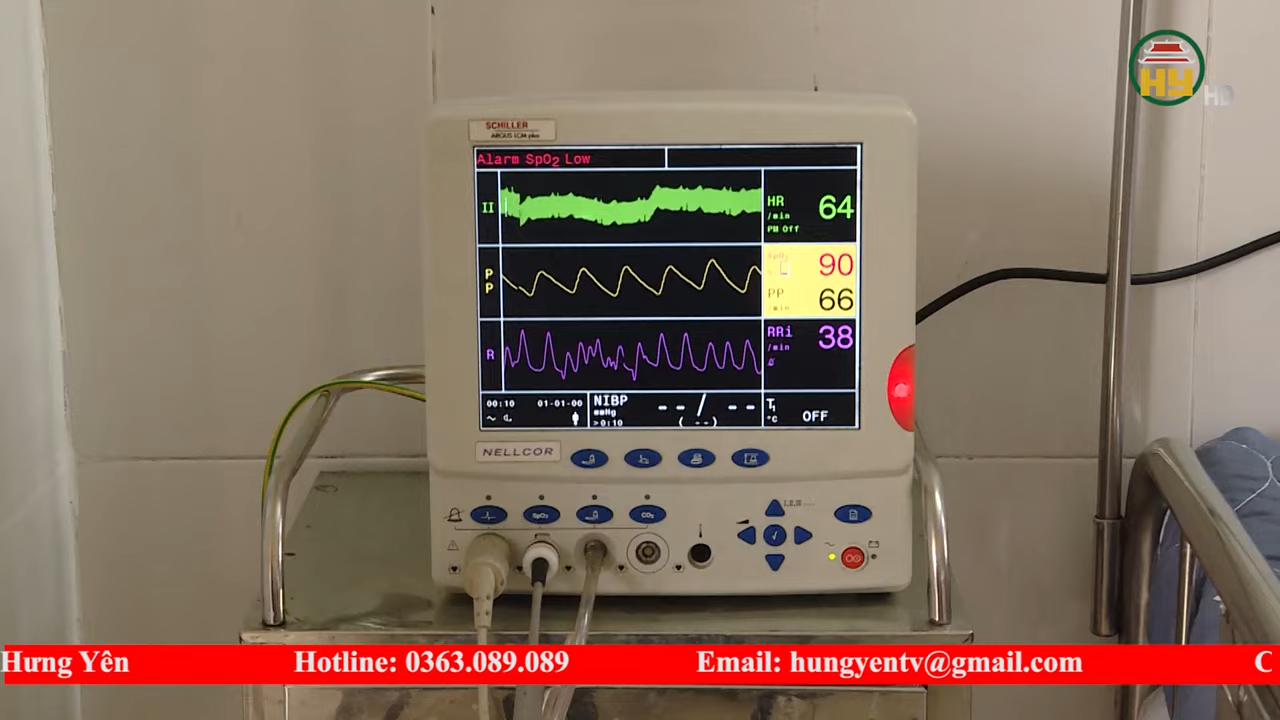 HY
HD
SCHILLER
ARGUS LCM plus
Alarm SpO2 Low
II
HR
/min
PM Off
64
P
P
SpO2
90
PP
/min
66
R
RRi
/min
38
00:10 01-01-00
NIBP
mmHg
>0:10
-- / --
( --)
T1
°C
OFF
NELLCOR
SpO2
CO2
Hưng Yên Hotline: 0363.089.089 Email: hungyentv@gmail.com C